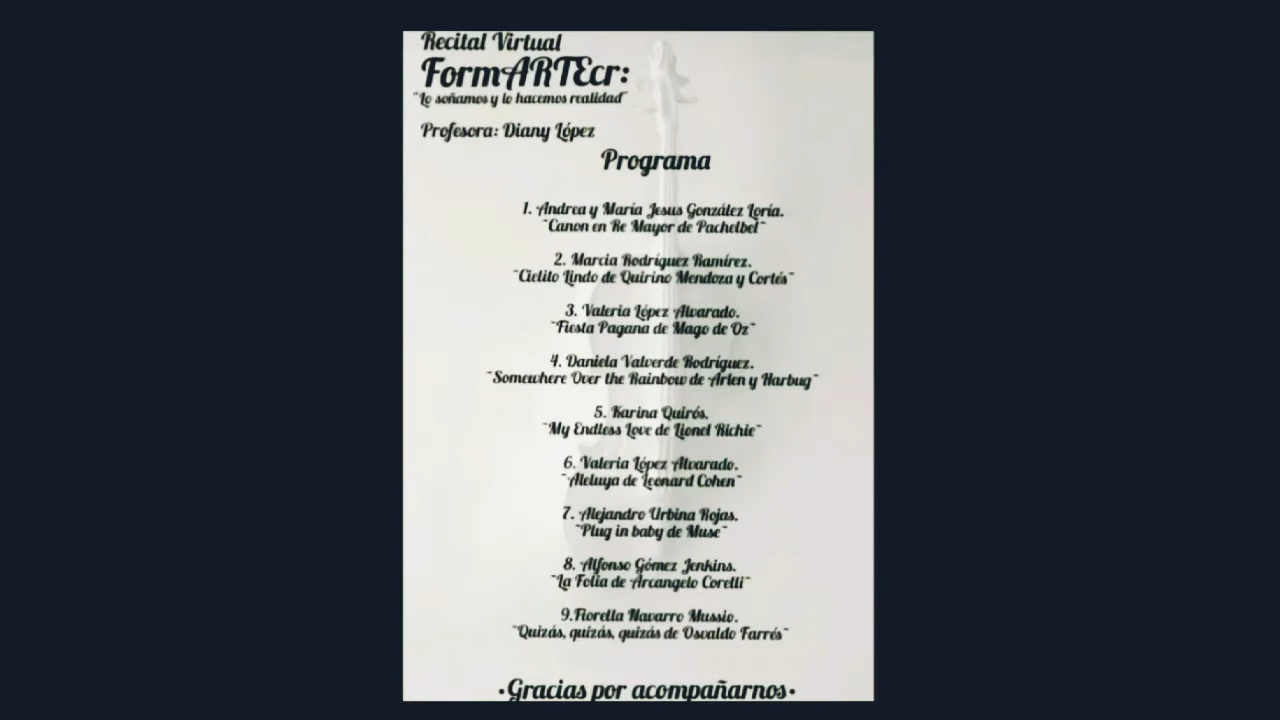 Recital Virtual
FormARTEcr:
~Lo soñamos y lo hacemos realidad~
Profesora: Diany López
Programa
1. Andrea y María Jesus González Loría.
~Canon en Re Mayor de Pachelbel~
2. Marcia Rodríguez Ramírez.
~Cielito Lindo de Quirino Mendoza y Cortés~
3. Valeria López Alvarado.
~Fiesta Pagana de Mago de Oz~
4. Daniela Valverde Rodríguez.
~Somewhere Over the Rainbow de Arlen y Harbug~
5. Karina Quirós.
~My Endless Love de Lionel Richie~
6. Valeria López Alvarado.
~Aleluya de Leonard Cohen~
7. Alejandro Urbina Rojas.
~Plug in baby de Muse~
8. Alfonso Gómez Jenkins.
~La Folia de Arcangelo Corelli~
9.Fiorella Navarro Mussio.
~Quizás, quizás, quizás de Osvaldo Farrés~
•Gracias por acompañarnos•